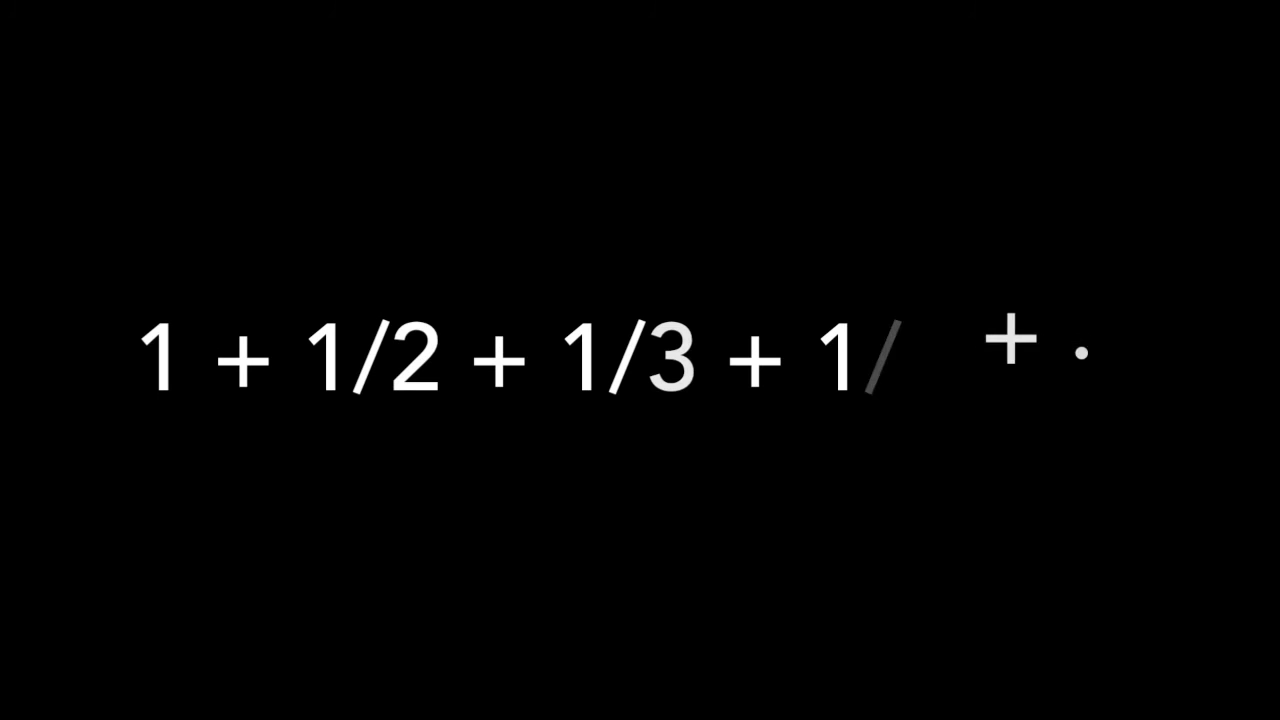 1 + 1/2 + 1/3 + 1/ + .